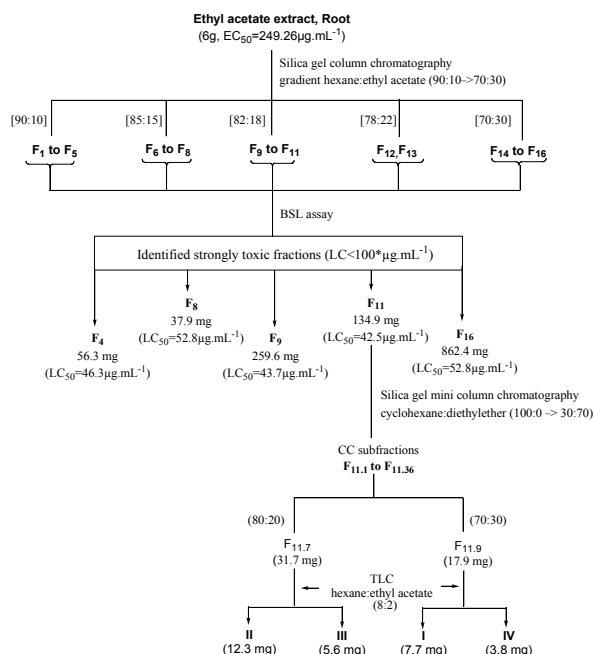 Ethyl acetate extract, Root
(6g, EC50=249.26µg.mL-1)
Silica gel column chromatography
gradient hexane:ethyl acetate (90:10->70:30)
[90:10] [85:15] [82:18] [78:22] [70:30]
F1 to F5 F6 to F8 F9 to F11 F12,F13 F14 to F16
BSL assay
Identified strongly toxic fractions (LC<100*µg.mL-1)
F4
56.3 mg
(LC50=46.3µg.mL-1)
F8
37.9 mg
(LC50=52.8µg.mL-1)
F9
259.6 mg
(LC50=43.7µg.mL-1)
F11
134.9 mg
(LC50=42.5µg.mL-1)
F16
862.4 mg
(LC50=52.8µg.mL-1)
Silica gel mini column chromatography
cyclohexane:diethylether (100:0 -> 30:70)
CC subfractions
F11.1 to F11.36
(80:20) (70:30)
F11.7
(31.7 mg)
F11.9
(17.9 mg)
TLC
hexane:ethyl acetate
(8:2)
II
(12.3 mg)
III
(5.6 mg)
I
(7.7 mg)
IV
(3.8 mg)